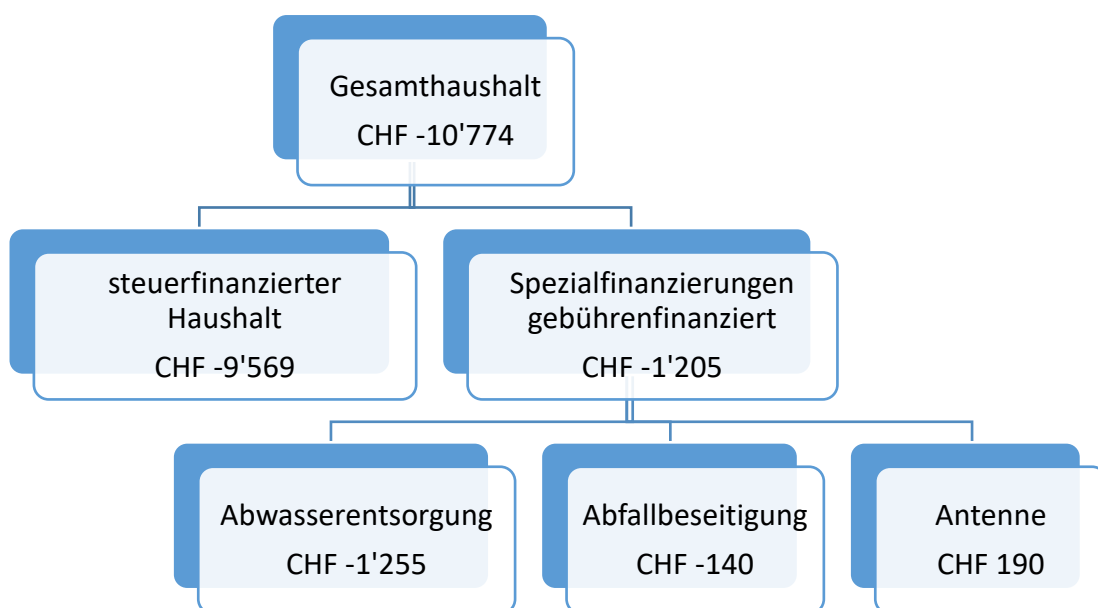 Gesamthaushalt
CHF -10'774
steuerfinanzierter
Haushalt
CHF -9'569
Spezialfinanzierungen
gebührenfinanziert
CHF -1'205
Abwasserentsorgung
CHF -1'255
Abfallbeseitigung
CHF -140
Antenne
CHF 190